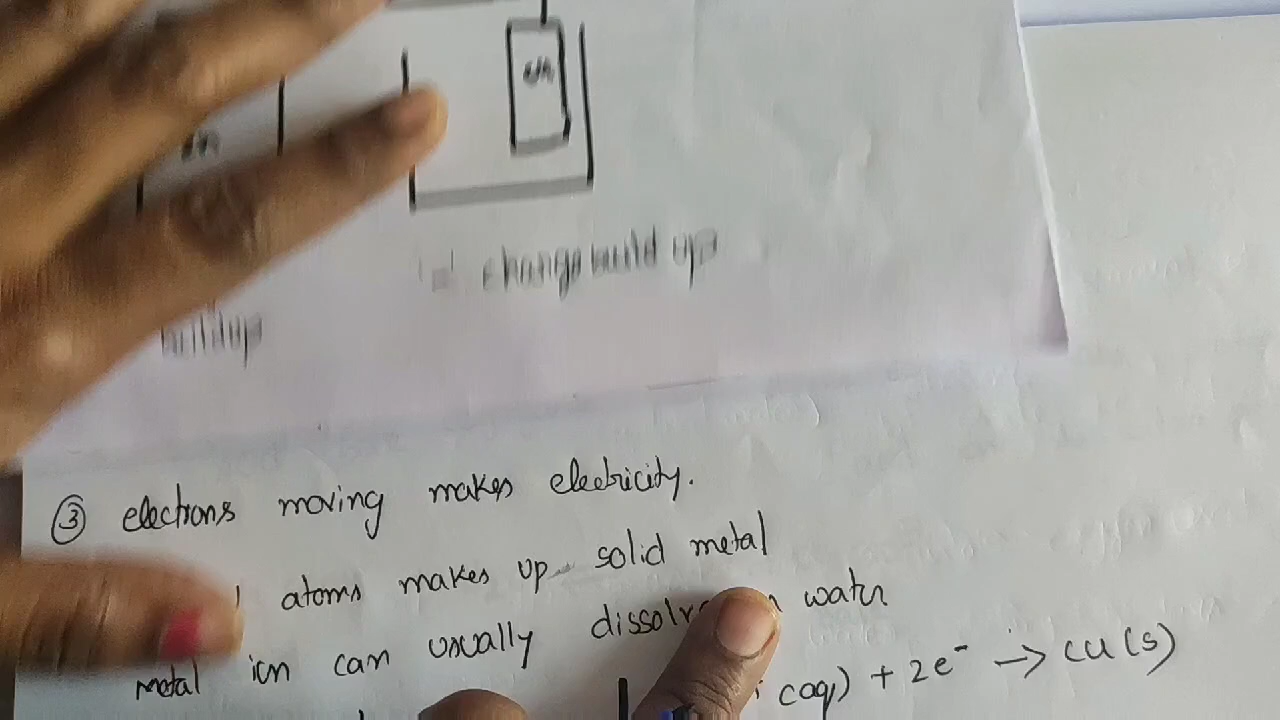 change build up
buildup
③ electrons moving makes electricity.
atoms makes up solid metal
metal ion can usually dissolve water
(aq) + 2e⁻ → cu(s)